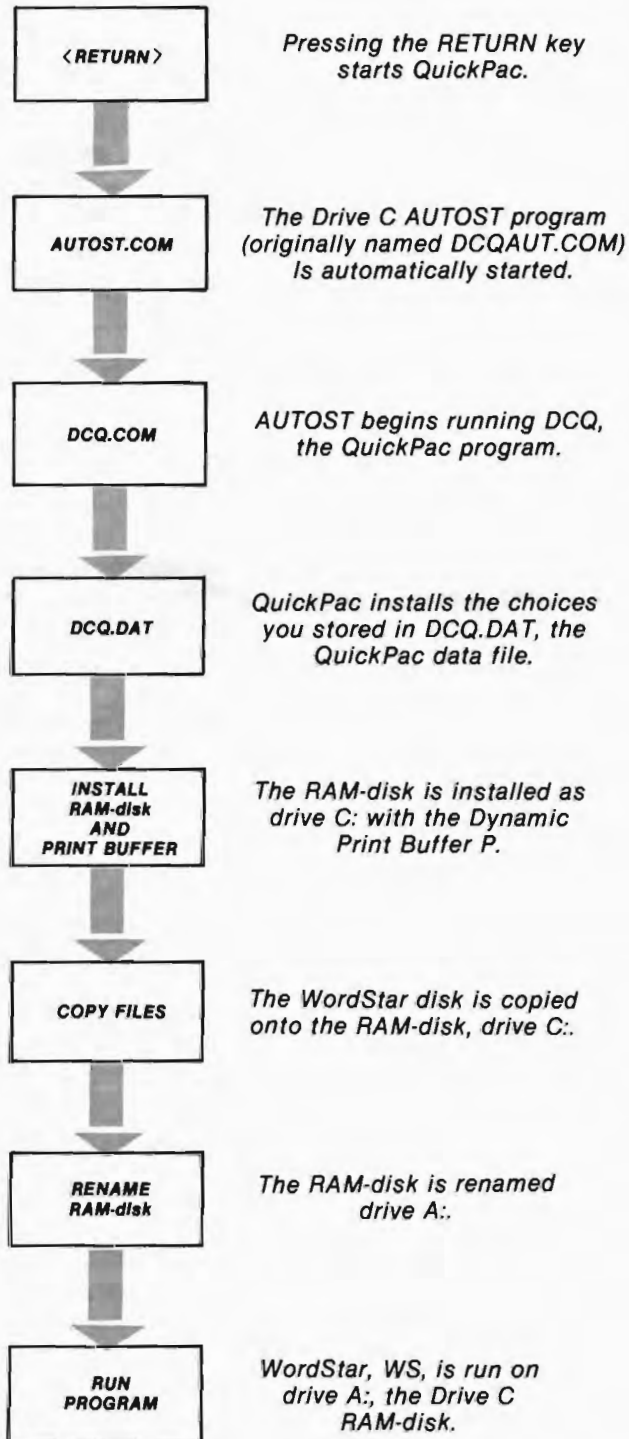 <RETURN>
Pressing the RETURN key
starts QuickPac.
AUTOST.COM
The Drive C AUTOST program
(originally named DCQAUT.COM)
Is automatically started.
DCQ.COM
AUTOST begins running DCQ,
the QuickPac program.
DCQ.DAT
QuickPac installs the choices
you stored in DCQ.DAT, the
QuickPac data file.
INSTALL
RAM-disk
AND
PRINT BUFFER
The RAM-disk is installed as
drive C: with the Dynamic
Print Buffer P.
COPY FILES
The WordStar disk is copied
onto the RAM-disk, drive C:.
RENAME
RAM-disk
The RAM-disk is renamed
drive A:.
RUN
PROGRAM
WordStar, WS, is run on
drive A:, the Drive C
RAM-disk.